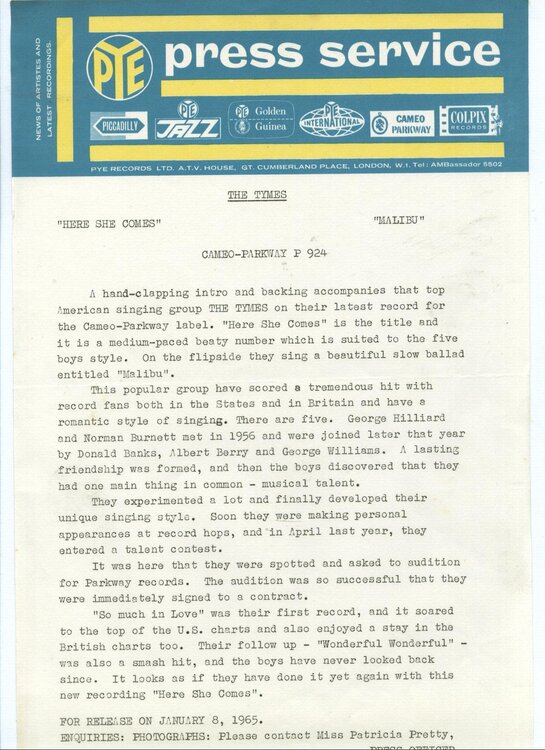 NEWS OF ARTISTES AND
LATEST RECORDINGS.
PYE press service
PICCADILLY PYE JAZZ PYE Golden Guinea PYE INTERNATIONAL CAMEO PARKWAY COLPIX RECORDS
PYE RECORDS LTD. A.T.V. HOUSE, GT. CUMBERLAND PLACE, LONDON, W.1. Tel: AMBassador 5502
THE TYMES
"HERE SHE COMES" "MALIBU"
CAMEO-PARKWAY P 924
A hand-clapping intro and backing accompanies that top
American singing group THE TYMES on their latest record for
the Cameo-Parkway label. "Here She Comes" is the title and
it is a medium-paced beaty number which is suited to the five
boys style. On the flipside they sing a beautiful slow ballad
entitled "Malibu".
This popular group have scored a tremendous hit with
record fans both in the States and in Britain and have a
romantic style of singing. There are five. George Hilliard
and Norman Burnett met in 1956 and were joined later that year
by Donald Banks, Albert Berry and George Williams. A lasting
friendship was formed, and then the boys discovered that they
had one main thing in common - musical talent.
They experimented a lot and finally developed their
unique singing style. Soon they were making personal
appearances at record hops, and in April last year, they
entered a talent contest.
It was here that they were spotted and asked to audition
for Parkway records. The audition was so successful that they
were immediately signed to a contract.
"So much in Love" was their first record, and it soared
to the top of the U.S. charts and also enjoyed a stay in the
British charts too. Their follow up - "Wonderful Wonderful" -
was also a smash hit, and the boys have never looked back
since. It looks as if they have done it yet again with this
new recording "Here She Comes".
FOR RELEASE ON JANUARY 8, 1965.
ENQUIRIES: PHOTOGRAPHS: Please contact Miss Patricia Pretty,
PRESS OFFICER